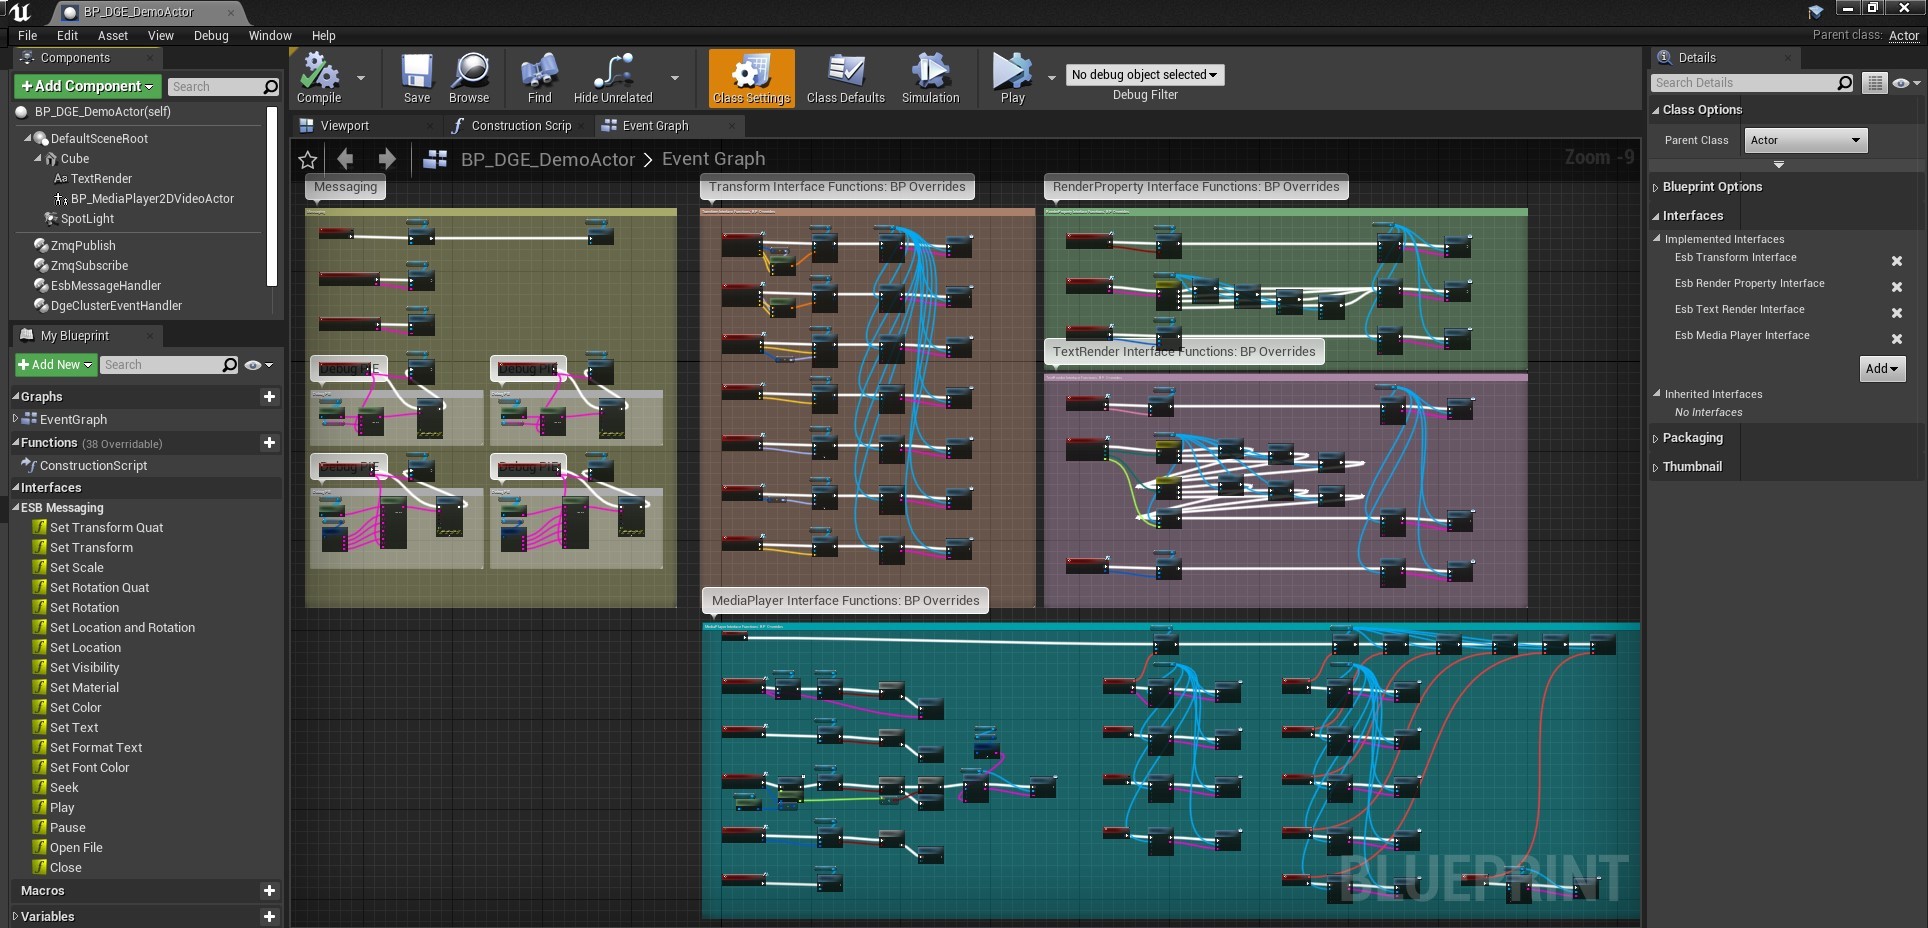 BP_DGE_DemoActor
File Edit Asset View Debug Window Help
Parent class: Actor
Components
Add Component
Search
BP_DGE_DemoActor(self)
DefaultSceneRoot
Cube
TextRender
BP_MediaPlayer2DVideoActor
SpotLight
ZmqPublish
ZmqSubscribe
EsbMessageHandler
DgeClusterEventHandler
My Blueprint
Add New
Search
Graphs
EventGraph
Functions (38 Overridable)
ConstructionScript
Interfaces
ESB Messaging
Set Transform Quat
Set Transform
Set Scale
Set Rotation Quat
Set Rotation
Set Location and Rotation
Set Location
Set Visibility
Set Material
Set Color
Set Text
Set Format Text
Set Font Color
Seek
Play
Pause
Open File
Close
Macros
Variables
Compile
Save
Browse
Find
Hide Unrelated
Class Settings
Class Defaults
Simulation
Play
No debug object selected
Debug Filter
Viewport
Construction Scrip
Event Graph
BP_DGE_DemoActor > Event Graph
Zoom -9
Messaging
Transform Interface Functions: BP Overrides
RenderProperty Interface Functions: BP Overrides
TextRender Interface Functions: BP Overrides
Debug PIE
Debug PIE
Debug PIE
Debug PIE
MediaPlayer Interface Functions: BP Overrides
BLUEPRINT
Details
Search Details
Class Options
Parent Class
Actor
Blueprint Options
Interfaces
Implemented Interfaces
Esb Transform Interface
Esb Render Property Interface
Esb Text Render Interface
Esb Media Player Interface
Add
Inherited Interfaces
No Interfaces
Packaging
Thumbnail